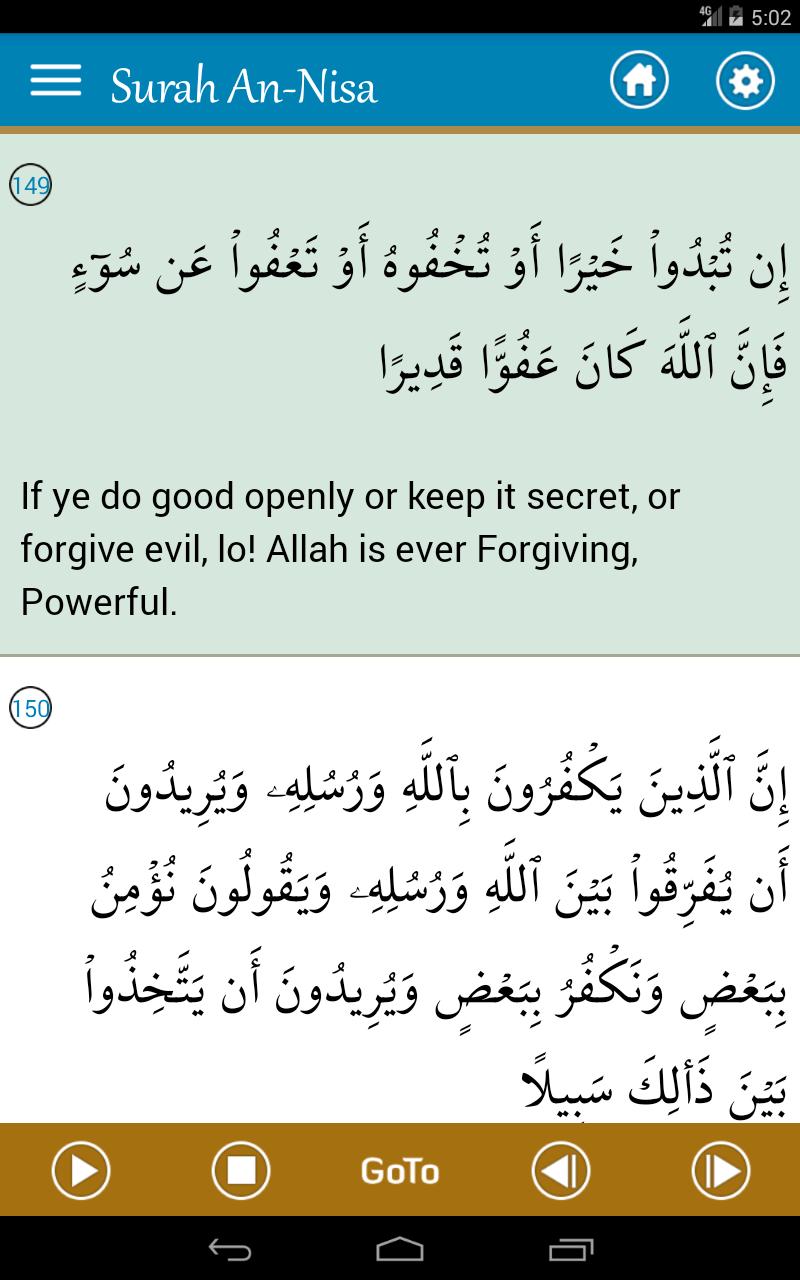 4G 5:02
Surah An-Nisa
149
إِن تُبْدُوا۟ خَيْرًا أَوْ تُخْفُوهُ أَوْ تَعْفُوا۟ عَن سُوٓءٍ
فَإِنَّ ٱللَّهَ كَانَ عَفُوًّا قَدِيرًا
If ye do good openly or keep it secret, or
forgive evil, lo! Allah is ever Forgiving,
Powerful.
150
إِنَّ ٱلَّذِينَ يَكْفُرُونَ بِٱللَّهِ وَرُسُلِهِۦ وَيُرِيدُونَ
أَن يُفَرِّقُوا۟ بَيْنَ ٱللَّهِ وَرُسُلِهِۦ وَيَقُولُونَ نُؤْمِنُ
بِبَعْضٍ وَنَكْفُرُ بِبَعْضٍ وَيُرِيدُونَ أَن يَتَّخِذُوا۟
بَيْنَ ذَٰلِكَ سَبِيلًا
GoTo